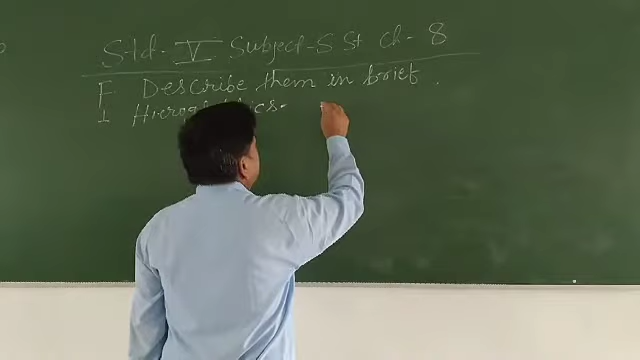 Std - V Subject - S St ch - 8
F Describe them in brief.
1